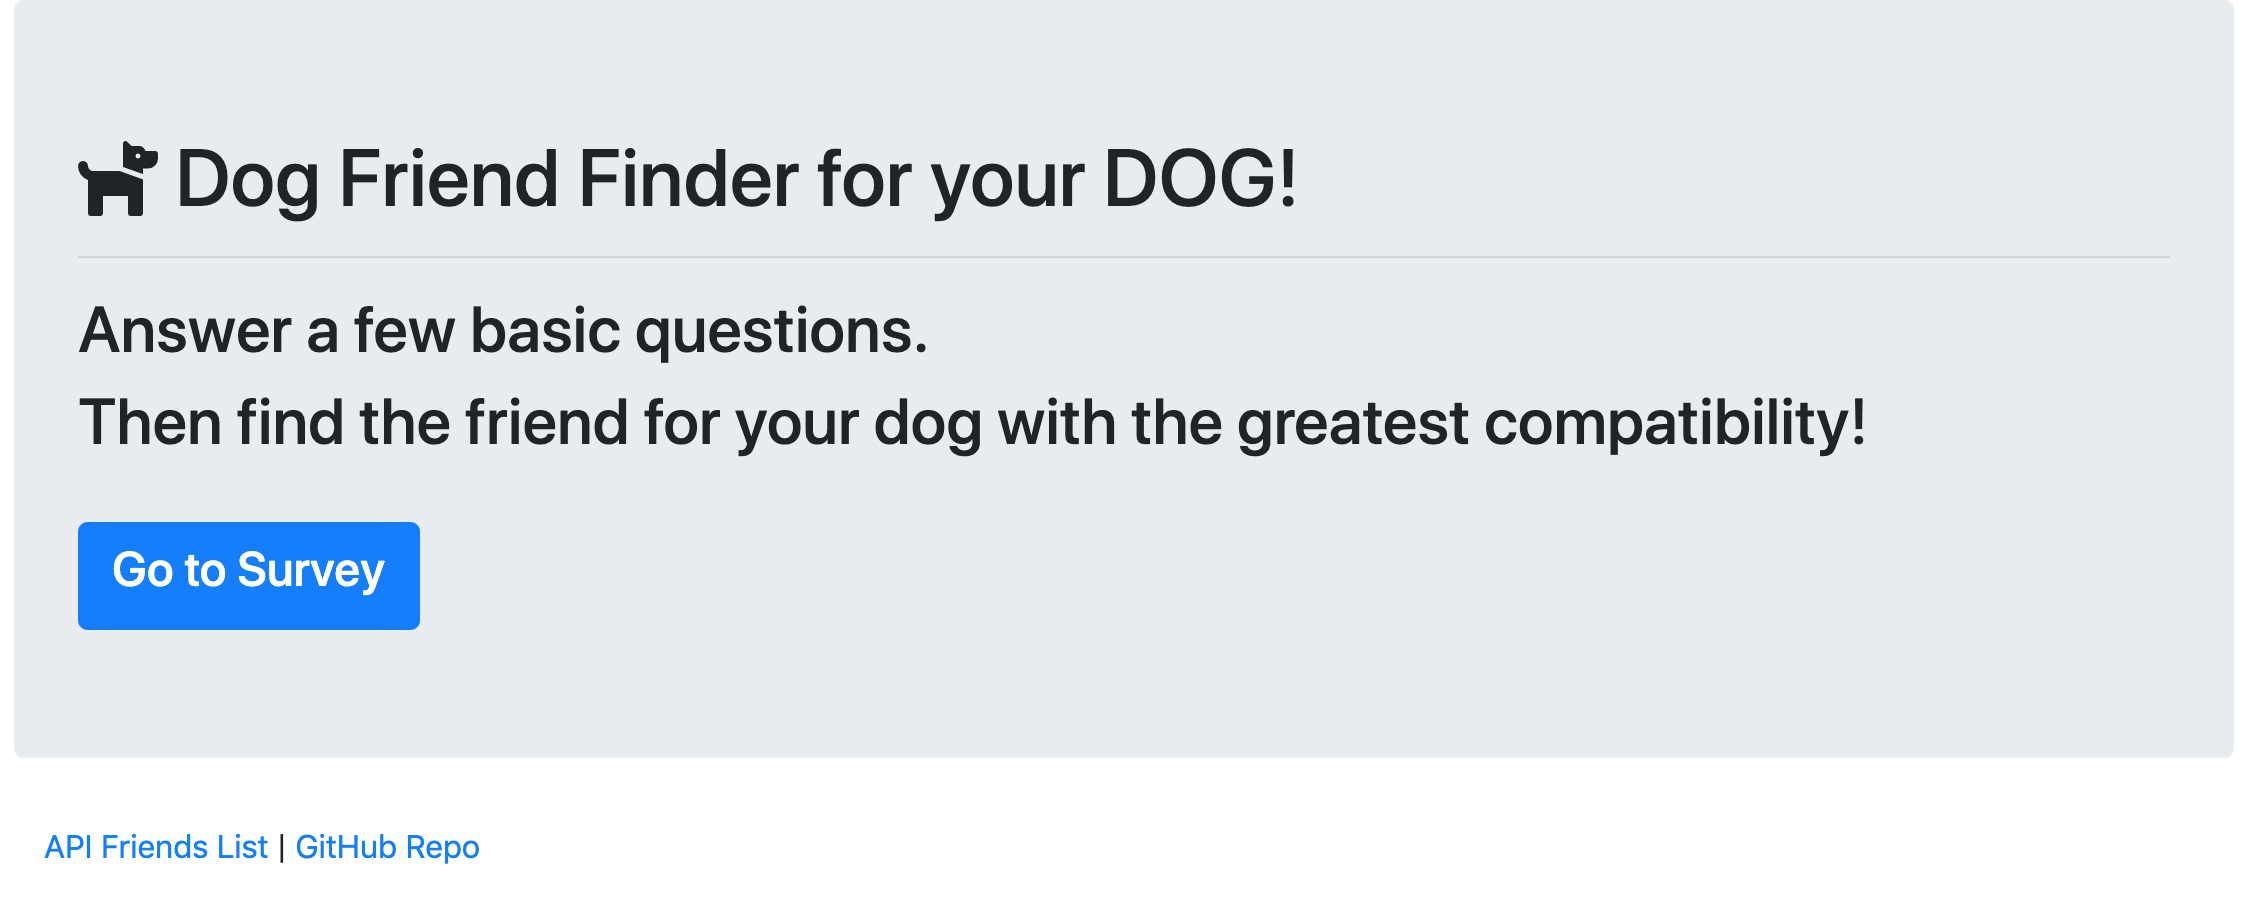 Dog Friend Finder for your DOG!
Answer a few basic questions.
Then find the friend for your dog with the greatest compatibility!
Go to Survey
API Friends List | GitHub Repo